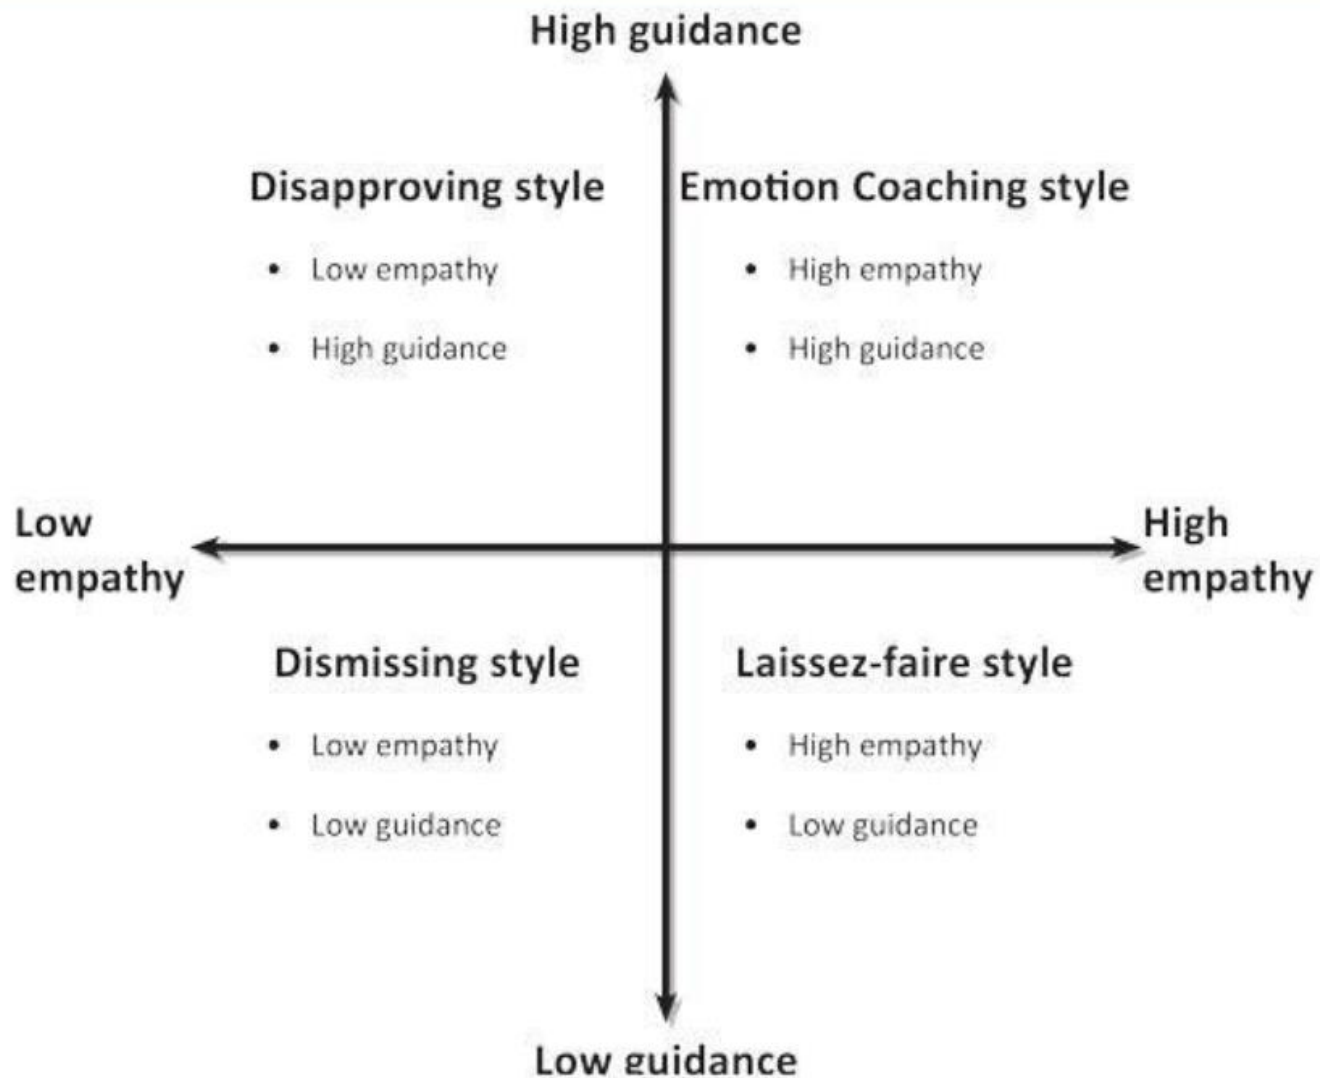 High guidance
Disapproving style
• Low empathy
• High guidance
Emotion Coaching style
• High empathy
• High guidance
Low
empathy
High
empathy
Dismissing style
• Low empathy
• Low guidance
Laissez-faire style
• High empathy
• Low guidance
Low guidance